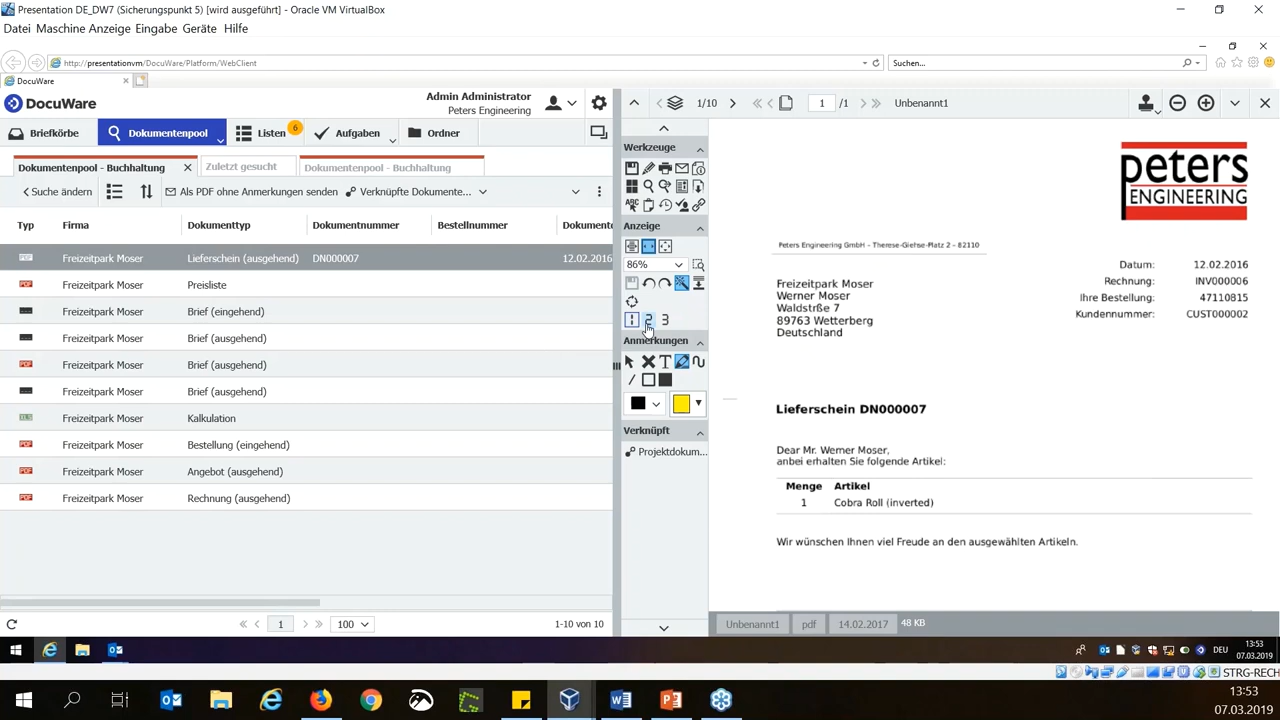 Presentation DE_DW7 (Sicherungspunkt 5) [wird ausgeführt] - Oracle VM VirtualBox
Datei Maschine Anzeige Eingabe Geräte Hilfe
http://presentationvm/DocuWare/Platform/WebClient
Suchen...
DocuWare
DocuWare
Admin Administrator
Peters Engineering
1/10
1
/1
Unbenannt1
Briefkörbe
Dokumentenpool
Listen
6
Aufgaben
Ordner
Dokumentenpool - Buchhaltung
Zuletzt gesucht
Dokumentenpool - Buchhaltung
Suche ändern
Als PDF ohne Anmerkungen senden
Verknüpfte Dokumente...
Typ Firma Dokumenttyp Dokumentnummer Bestellnummer Dokumente
Freizeitpark Moser Lieferschein (ausgehend) DN000007 12.02.2016
Freizeitpark Moser Preisliste
Freizeitpark Moser Brief (eingehend)
Freizeitpark Moser Brief (ausgehend)
Freizeitpark Moser Brief (ausgehend)
Freizeitpark Moser Brief (ausgehend)
Freizeitpark Moser Kalkulation
Freizeitpark Moser Bestellung (eingehend)
Freizeitpark Moser Angebot (ausgehend)
Freizeitpark Moser Rechnung (ausgehend)
1
100
1-10 von 10
Werkzeuge
Anzeige
86%
2 3
Anmerkungen
Verknüpft
Projektdokum...
peters
ENGINEERING
Peters Engineering GmbH – Therese-Giehse-Platz 2 – 82110
Datum: 12.02.2016
Rechnung: INV000006
Ihre Bestellung: 47110815
Kundennummer: CUST000002
Freizeitpark Moser
Werner Moser
Waldstrße 7
89763 Wetterberg
Deutschland
Lieferschein DN000007
Dear Mr. Werner Moser,
anbei erhalten Sie folgende Artikel:
Menge Artikel
1 Cobra Roll (inverted)
Wir wünschen Ihnen viel Freude an den ausgewählten Artikeln.
Unbenannt1
pdf
14.02.2017
48 KB
DEU
13:53
07.03.2019
STRG-RECH
13:53
07.03.2019